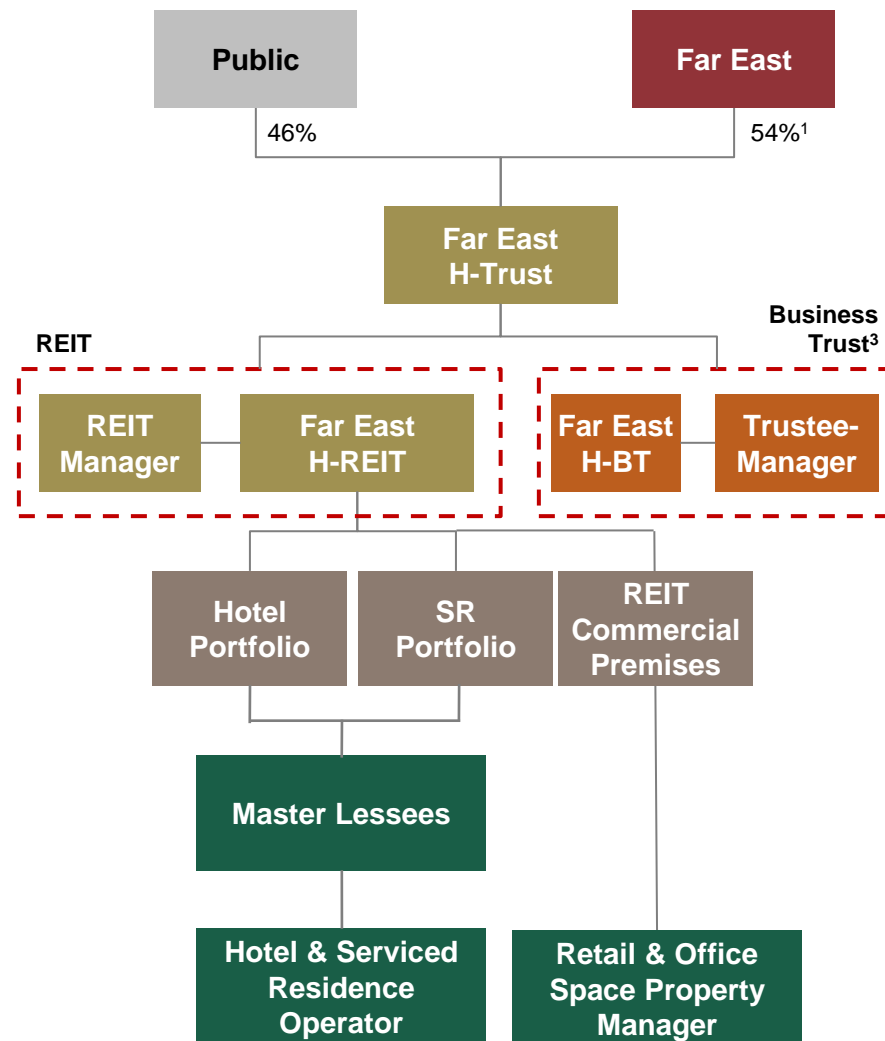 Public
Far East
46%
54%¹
Far East
H-Trust
REIT
Business
Trust³
REIT
Manager
Far East
H-REIT
Far East
H-BT
Trustee-
Manager
Hotel
Portfolio
SR
Portfolio
REIT
Commercial
Premises
Master Lessees
Hotel & Serviced
Residence
Operator
Retail & Office
Space Property
Manager